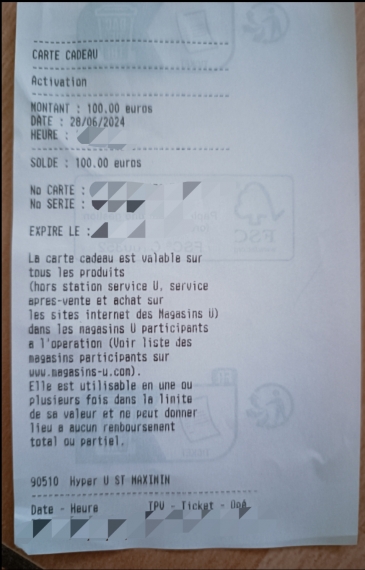 CARTE CADEAU
Activation
MONTANT : 100.00 euros
DATE : 28/06/2024
HEURE :
SOLDE : 100.00 euros
No CARTE :
No SERIE :
EXPIRE LE :
La carte cadeau est valable sur
tous les produits
(hors station service U, service
apres-vente et achat sur
les sites internet des Magasins U)
dans les magasins U participants
a l'operation (Voir liste des
magasins participants sur
www.magasins-u.com).
Elle est utilisable en une ou
plusieurs fois dans la limite
de sa valeur et ne peut donner
lieu a aucun remboursement
total ou partiel.
90510 Hyper U ST MAXIMIN
Date - Heure TPV - Ticket - Opé
FSC